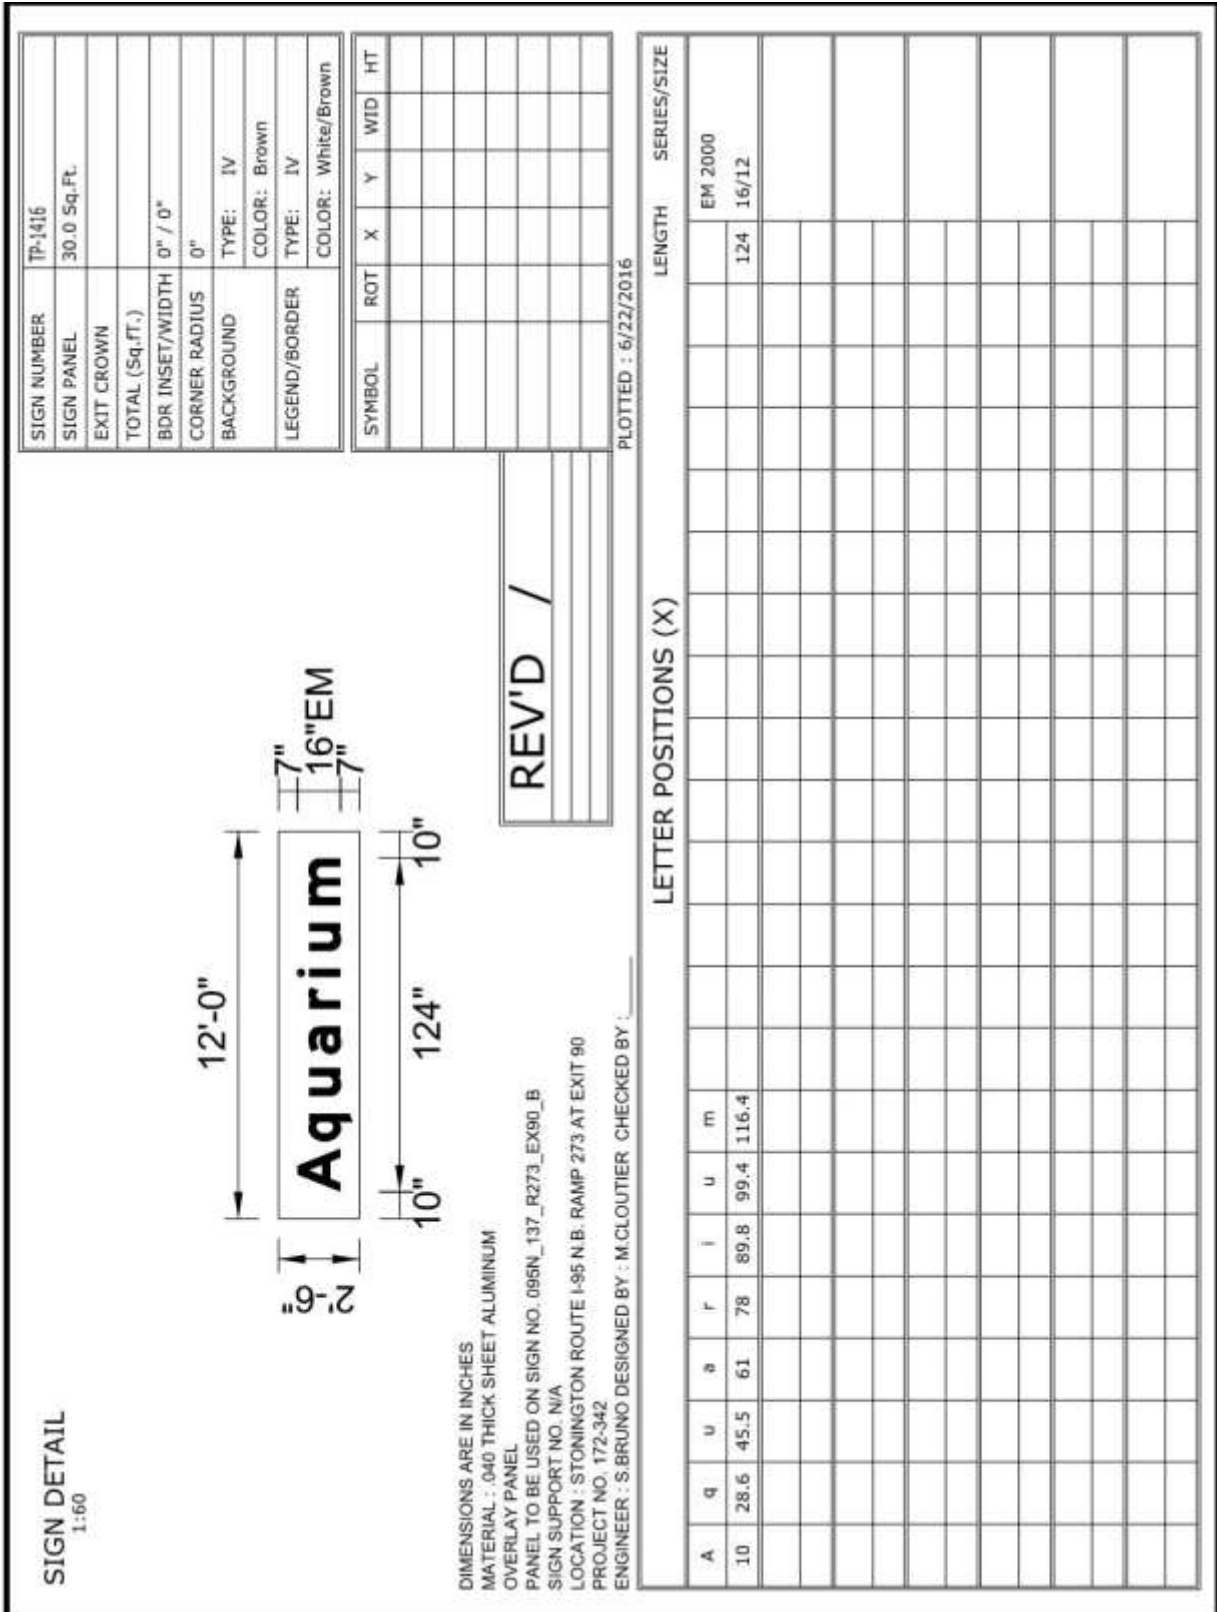 SIGN DETAIL
1:60
SIGN NUMBER TP-1416
SIGN PANEL 30.0 Sq.Ft.
EXIT CROWN
TOTAL (Sq.fT.)
BDR INSET/WIDTH 0" / 0"
CORNER RADIUS 0"
BACKGROUND TYPE: IV
COLOR: Brown
LEGEND/BORDER TYPE: IV
COLOR: White/Brown
SYMBOL ROT X Y WID HT
12'-0"
2'-6"
Aquarium
7"
16"EM
7"
10" 124" 10"
REV'D /
DIMENSIONS ARE IN INCHES
MATERIAL : .040 THICK SHEET ALUMINUM
OVERLAY PANEL
PANEL TO BE USED ON SIGN NO. 095N_137_R273_EX90_B
SIGN SUPPORT NO. N/A
LOCATION : STONINGTON ROUTE I-95 N.B. RAMP 273 AT EXIT 90
PROJECT NO. 172-342
ENGINEER : S.BRUNO DESIGNED BY : M.CLOUTIER CHECKED BY :
PLOTTED : 6/22/2016
LETTER POSITIONS (X) LENGTH SERIES/SIZE
A q u a r i u m EM 2000
10 28.6 45.5 61 78 89.8 99.4 116.4 124 16/12